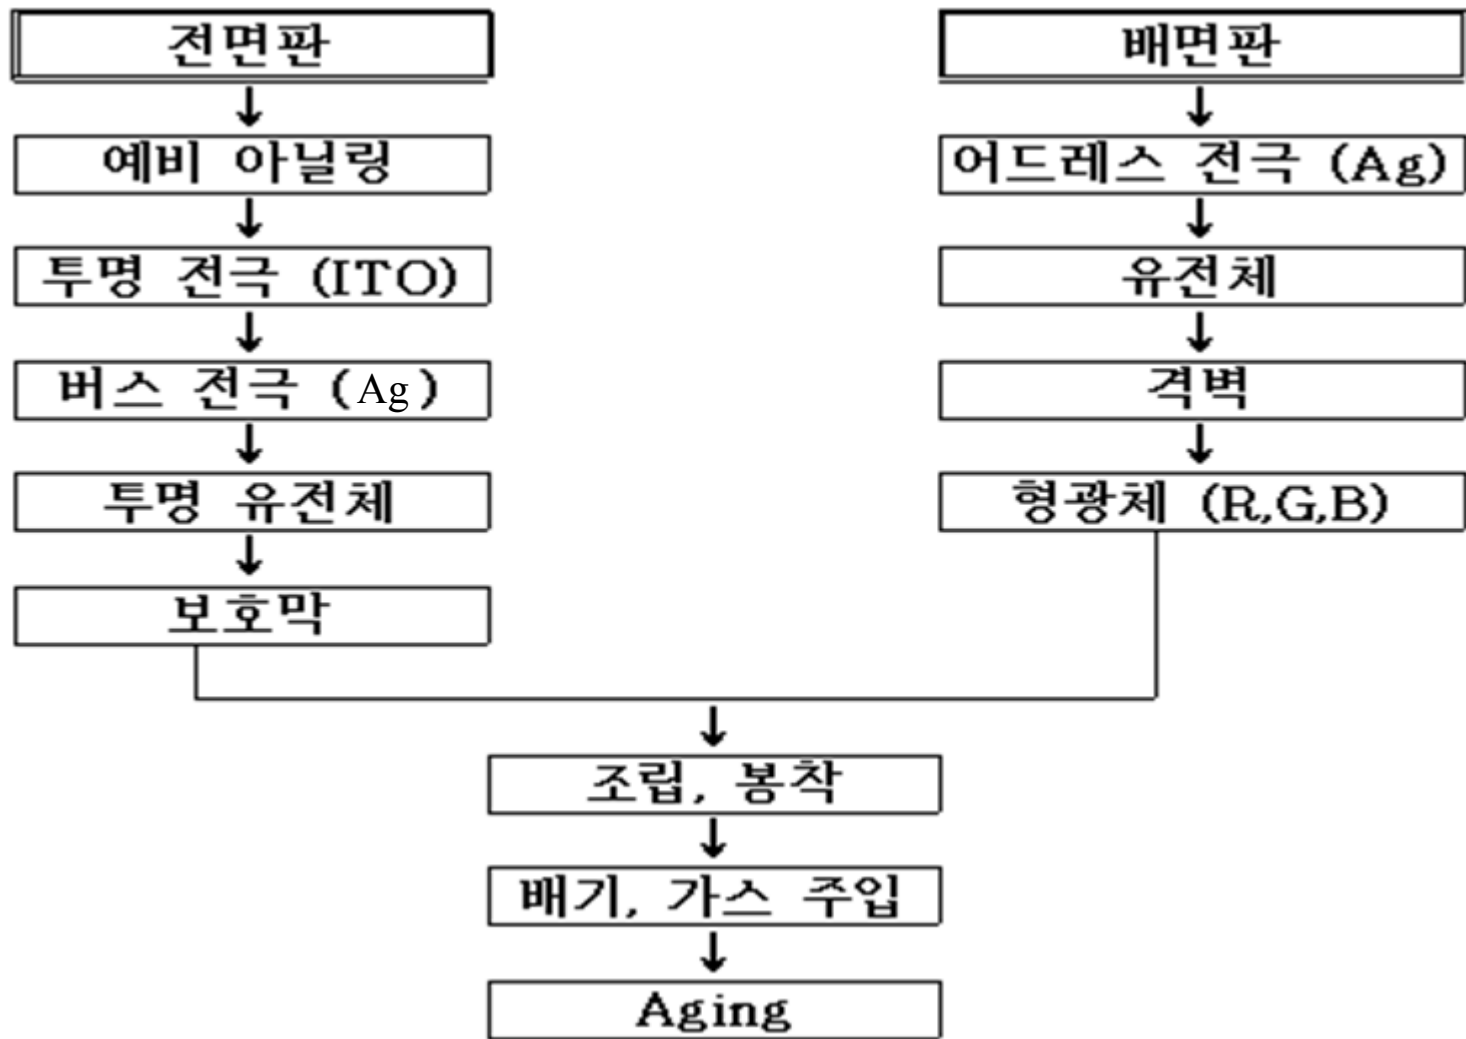 전면판
예비 아닐링
투명 전극 (ITO)
버스 전극 (Ag)
투명 유전체
보호막
배면판
어드레스 전극 (Ag)
유전체
격벽
형광체 (R,G,B)
조립, 봉착
배기, 가스 주입
Aging